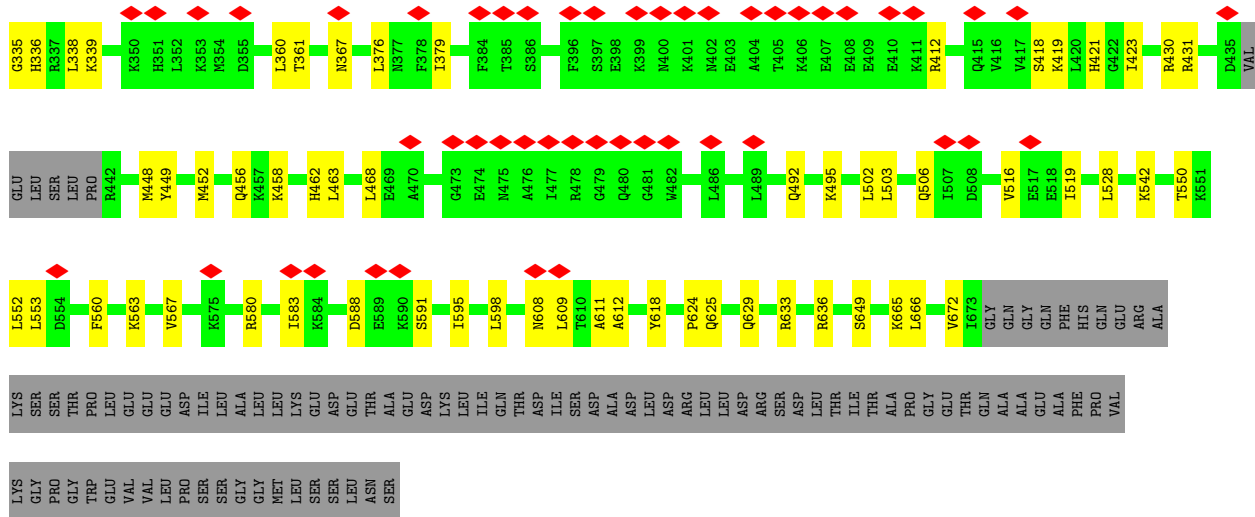 G335 H336 R337 L338 K339 K350 H351 L352 K353 M354 D355 L360 T361 N367 L376 N377 F378 I379 F384 T385 S386 F396 S397 E398 K399 N400 K401 N402 E403 A404 T405 K406 E407 E408 E409 E410 K411 R412 Q415 V416 V417 S418 K419 L420 H421 G422 I423 R430 R431 D435 VAL
GLU LEU SER LEU PRO R442 M448 Y449 M452 Q456 K457 K458 H462 L463 L468 E469 A470 G473 E474 N475 A476 I477 R478 G479 Q480 G481 W482 L486 L489 Q492 K495 L502 L503 Q506 I507 D508 V516 E517 E518 I519 L528 K542 T550 K551
L552 L553 D554 F560 K563 V567 K575 R580 I583 K584 D588 E589 K590 S591 I595 L598 N608 L609 T610 A611 A612 Y618 P624 Q625 Q629 R633 R636 S649 K665 L666 V672 I673 GLY GLN GLY GLN PHE HIS GLN GLU ARG ALA
LYS SER SER THR PRO LEU GLU GLU GLU ASP ILE LEU ALA LEU LEU LYS GLU ASP GLU THR ALA GLU ASP LYS LEU ILE GLN THR ASP ILE SER ASP ALA ASP LEU ASP ARG LEU LEU ASP ARG SER ASP LEU THR ILE THR ALA PRO GLY GLU THR GLN ALA ALA GLU ALA PHE PRO VAL
LYS GLY PRO GLY TRP GLU VAL VAL LEU PRO SER SER GLY GLY MET LEU SER SER LEU ASN SER